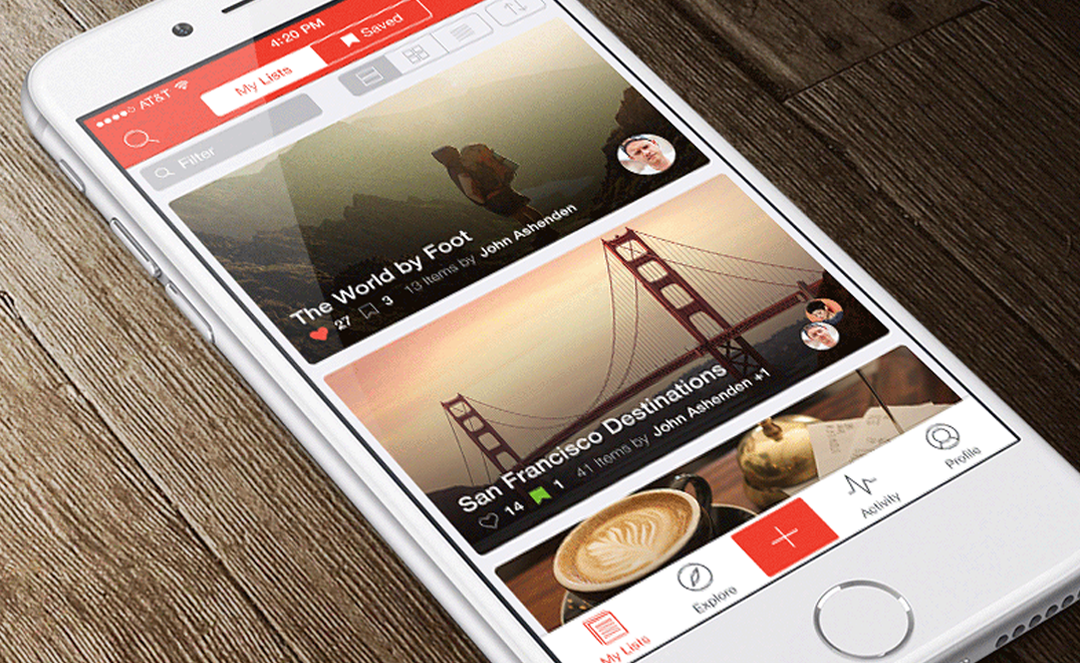 AT&T 4:20 PM
My Lists Saved
Filter
The World by Foot
27 3 13 Items by John Ashenden
San Francisco Destinations
14 1 41 Items by John Ashenden +1
My Lists Explore Activity Profile